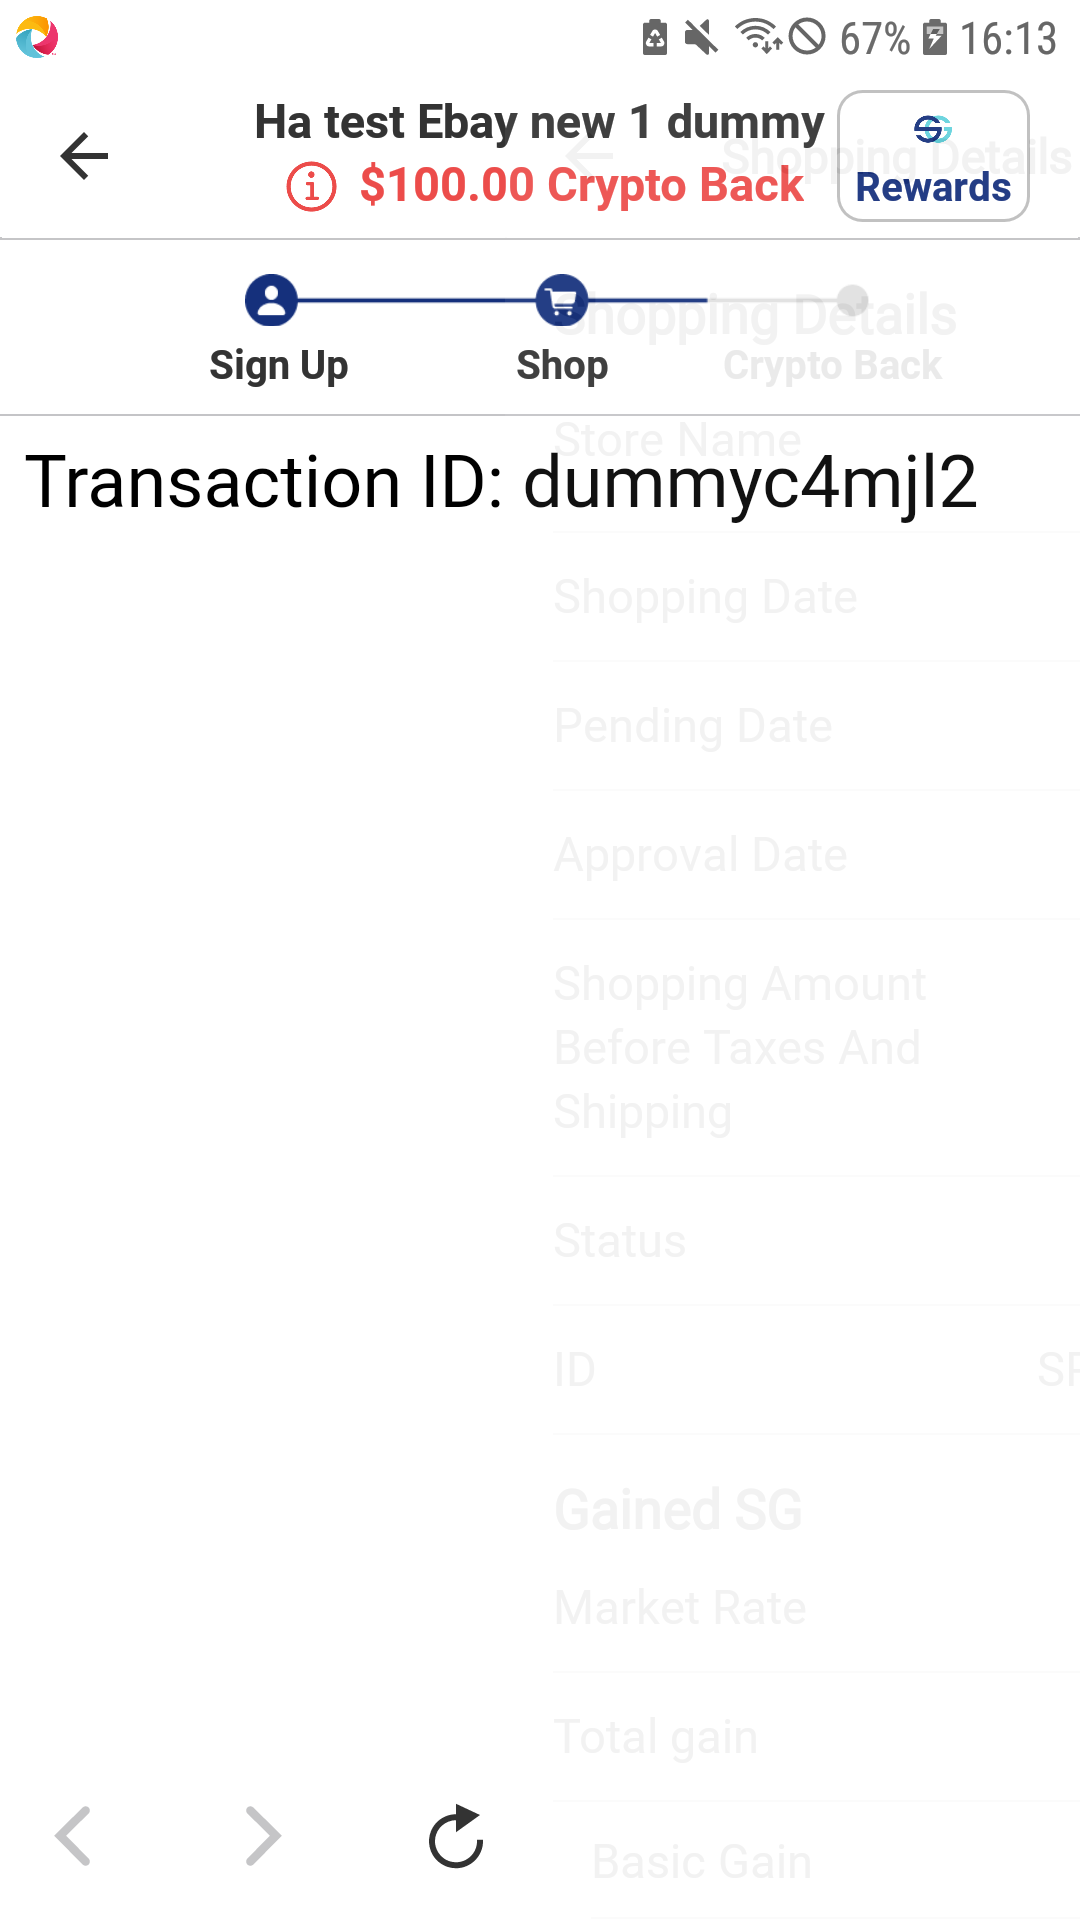 67% 16:13
Ha test Ebay new 1 dummy
$100.00 Crypto Back
Rewards
Shopping Details
Sign Up
Shop
Crypto Back
Shopping Details
Store Name
Transaction ID: dummyc4mjl2
Shopping Date
Pending Date
Approval Date
Shopping Amount
Before Taxes And
Shipping
Status
ID
Gained SG
Market Rate
Total gain
Basic Gain